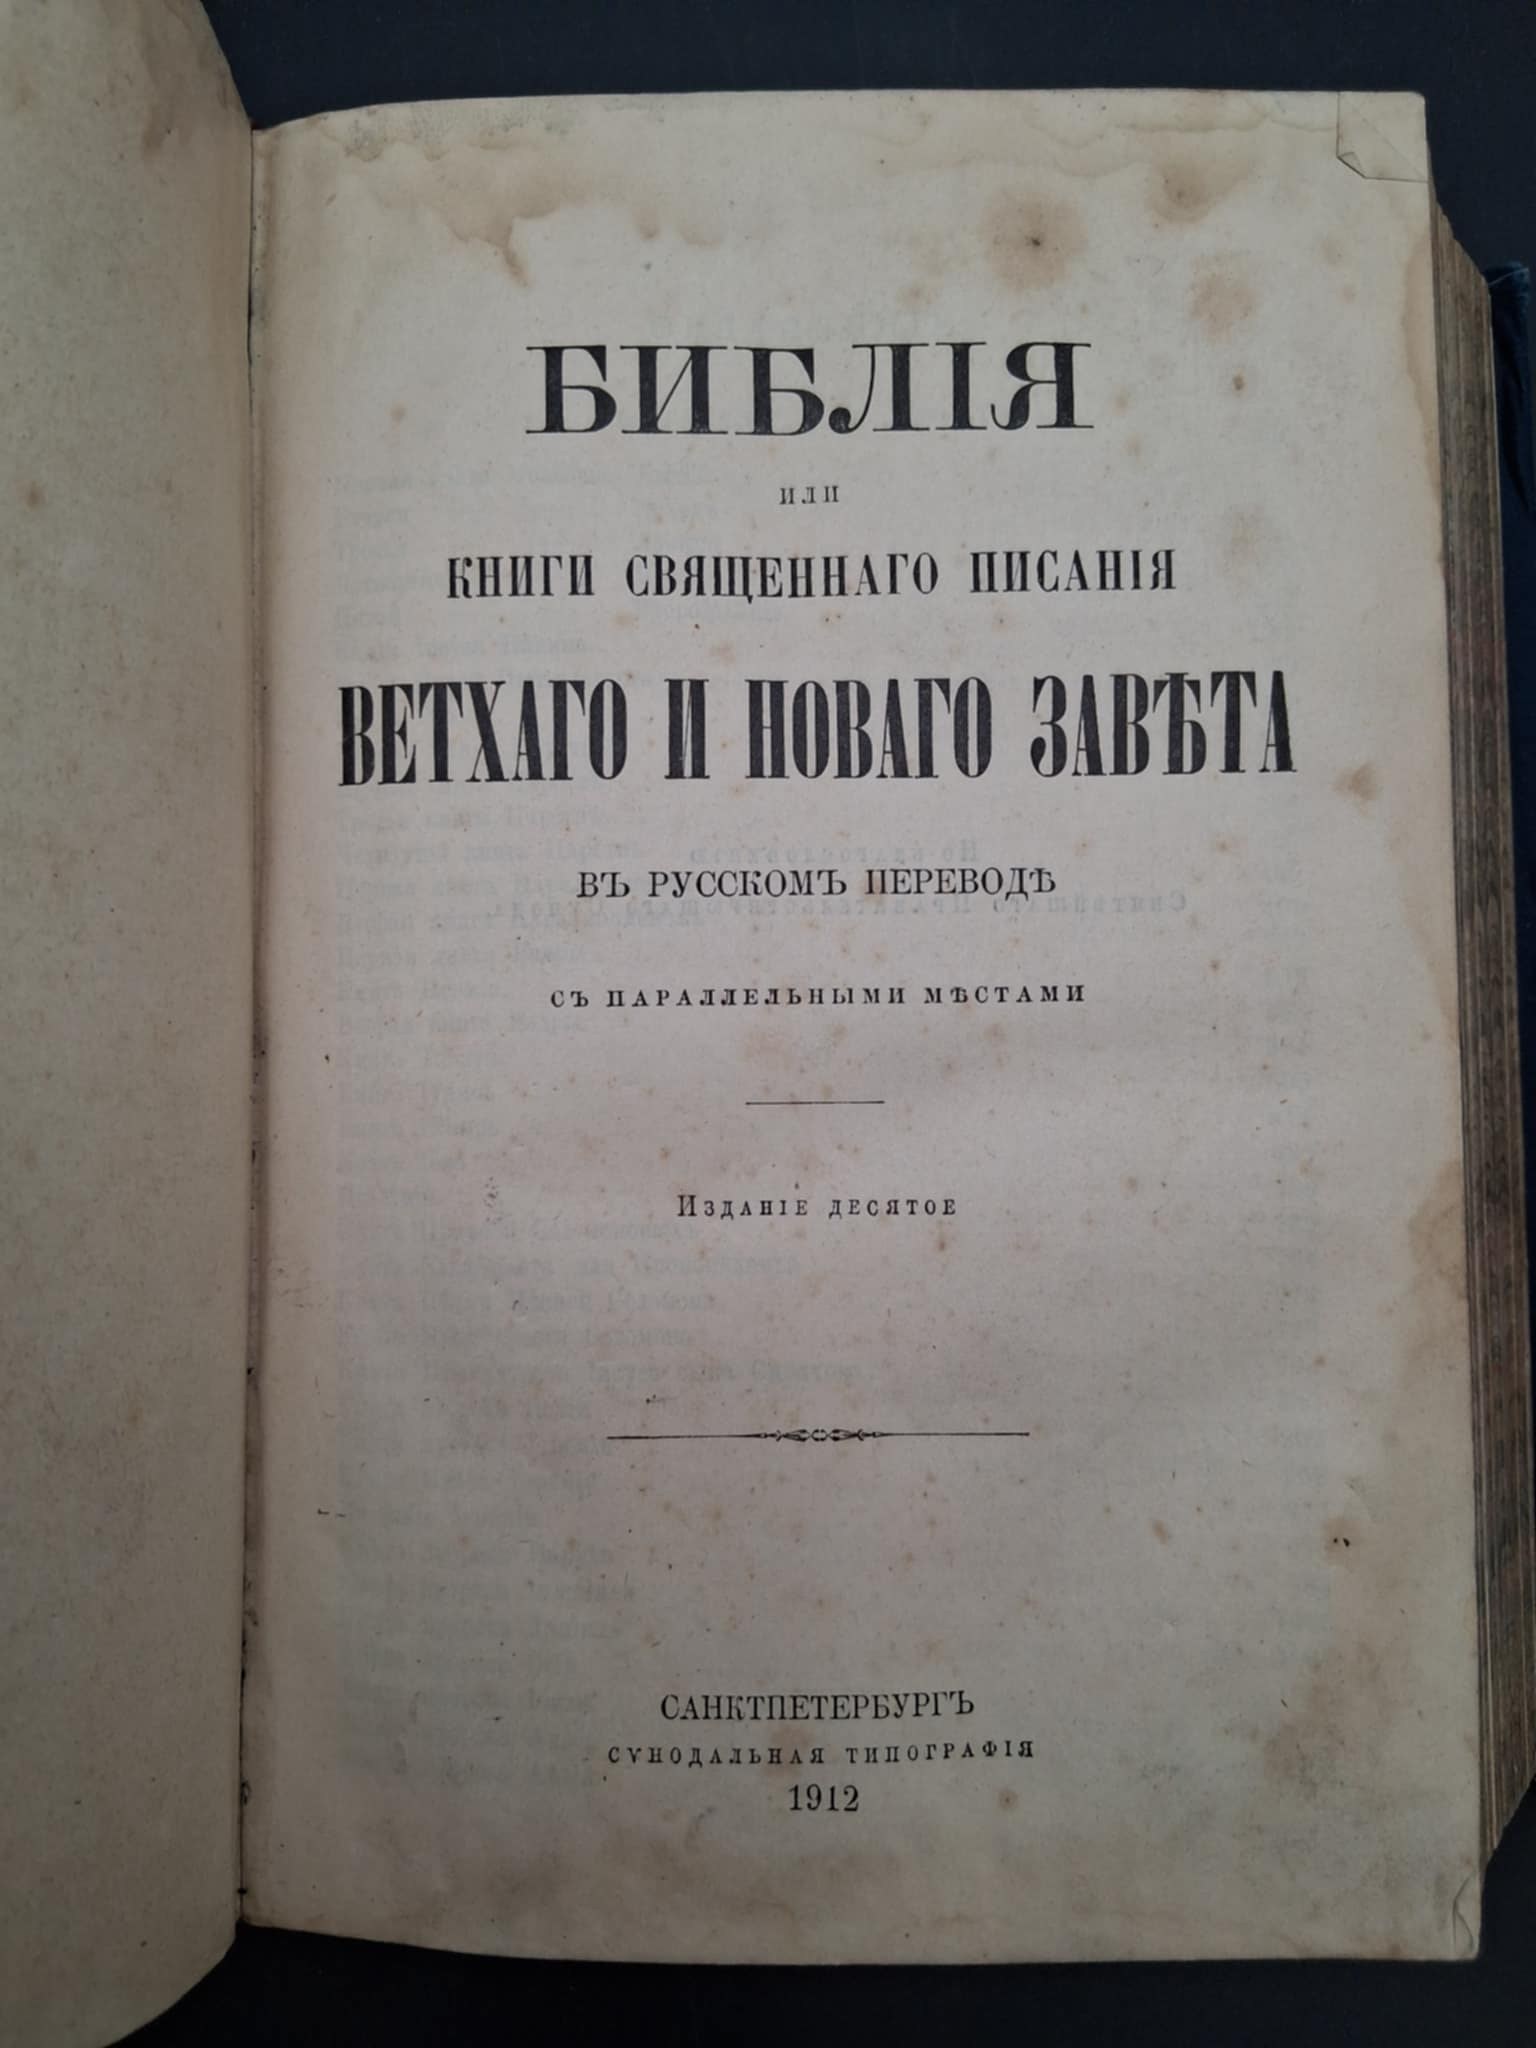 БИБЛІЯ
ИЛИ
КНИГИ СВЯЩЕННАГО ПИСАНІЯ
ВЕТХАГО И НОВАГО ЗАВѢТА
ВЪ РУССКОМЪ ПЕРЕВОДѢ
СЪ ПАРАЛЛЕЛЬНЫМИ МѢСТАМИ
Изданіе десятое
САНКТПЕТЕРБУРГЪ
СѴНОДАЛЬНАЯ ТИПОГРАФІЯ
1912